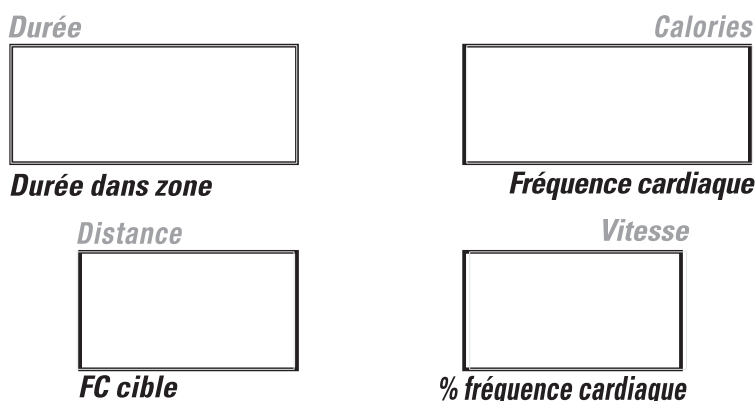 Durée
Calories
Durée dans zone
Fréquence cardiaque
Distance
Vitesse
FC cible
% fréquence cardiaque